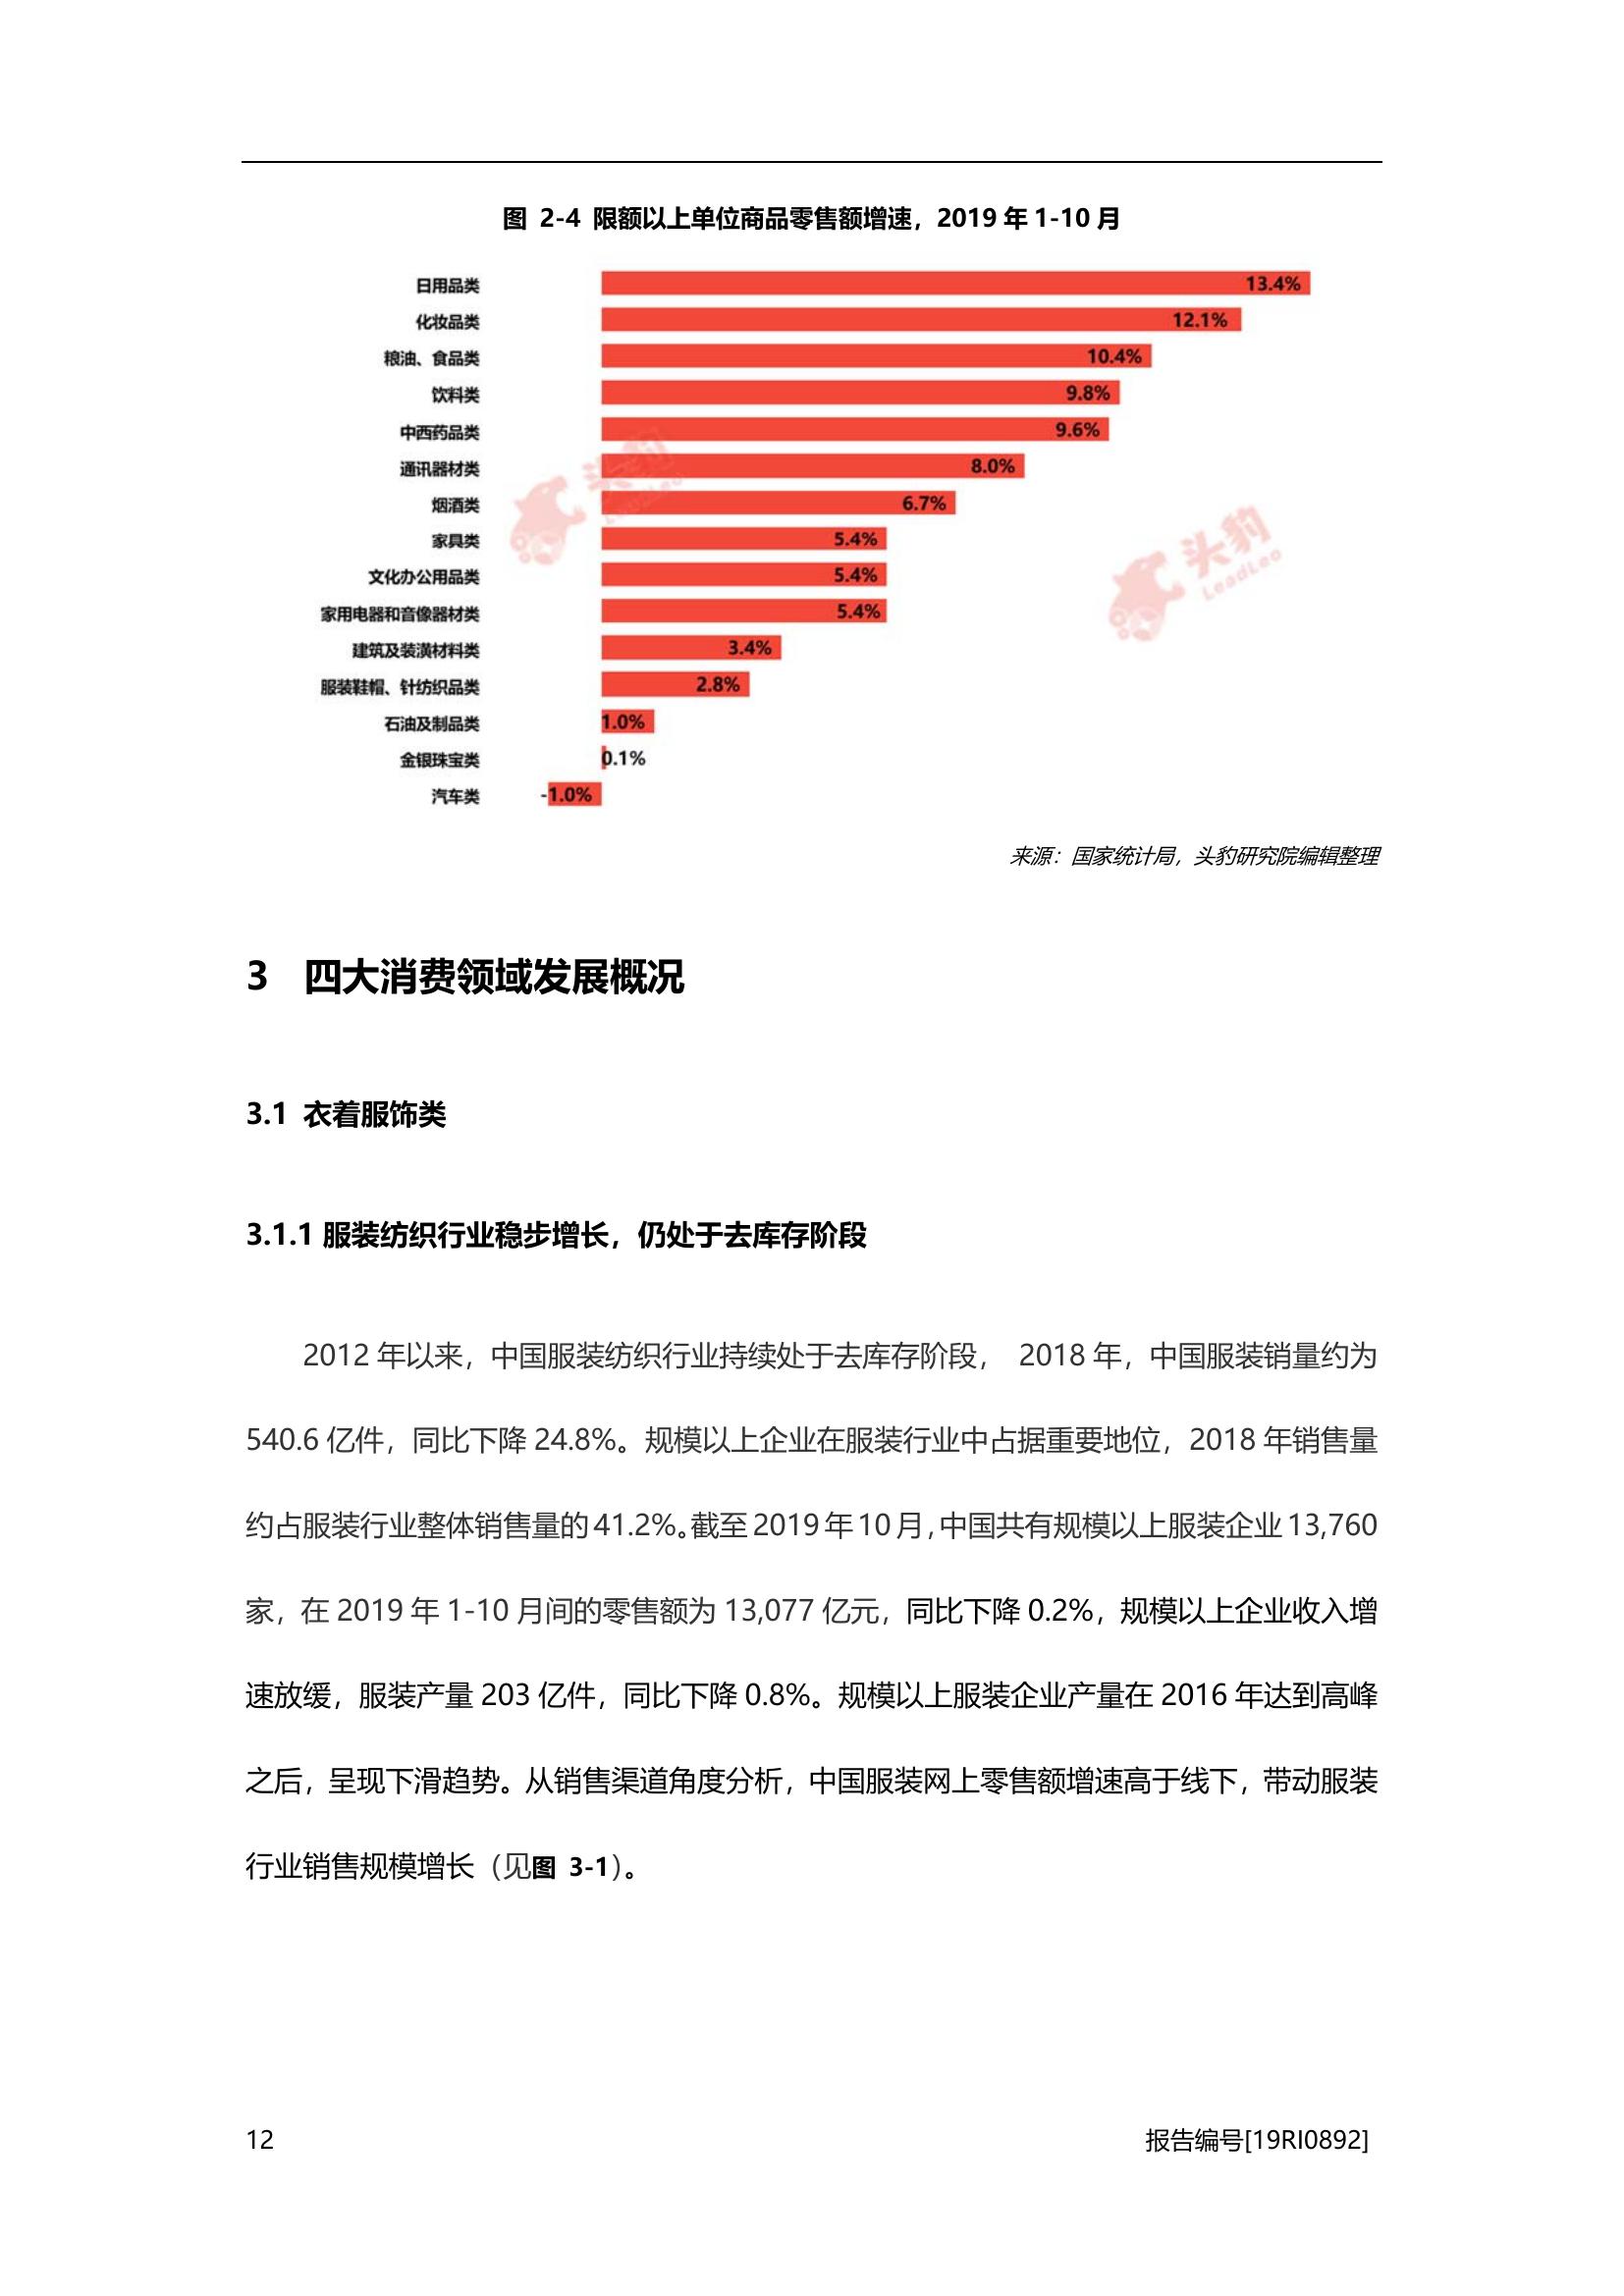 图 2-4 限额以上单位商品零售额增速，2019 年 1-10 月
日用品类 13.4%
化妆品类 12.1%
粮油、食品类 10.4%
饮料类 9.8%
中西药品类 9.6%
通讯器材类 8.0%
烟酒类 6.7%
家具类 5.4%
文化办公用品类 5.4%
家用电器和音像器材类 5.4%
建筑及装潢材料类 3.4%
服装鞋帽、针纺织品类 2.8%
石油及制品类 1.0%
金银珠宝类 0.1%
汽车类 -1.0%
头豹
LeadLeo
头豹
LeadLeo
来源：国家统计局，头豹研究院编辑整理
3 四大消费领域发展概况
3.1 衣着服饰类
3.1.1 服装纺织行业稳步增长，仍处于去库存阶段
2012 年以来，中国服装纺织行业持续处于去库存阶段， 2018 年，中国服装销量约为
540.6 亿件，同比下降 24.8%。规模以上企业在服装行业中占据重要地位，2018 年销售量
约占服装行业整体销售量的 41.2%。截至 2019 年 10 月，中国共有规模以上服装企业 13,760
家，在 2019 年 1-10 月间的零售额为 13,077 亿元，同比下降 0.2%，规模以上企业收入增
速放缓，服装产量 203 亿件，同比下降 0.8%。规模以上服装企业产量在 2016 年达到高峰
之后，呈现下滑趋势。从销售渠道角度分析，中国服装网上零售额增速高于线下，带动服装
行业销售规模增长（见图 3-1）。
12 报告编号[19RI0892]